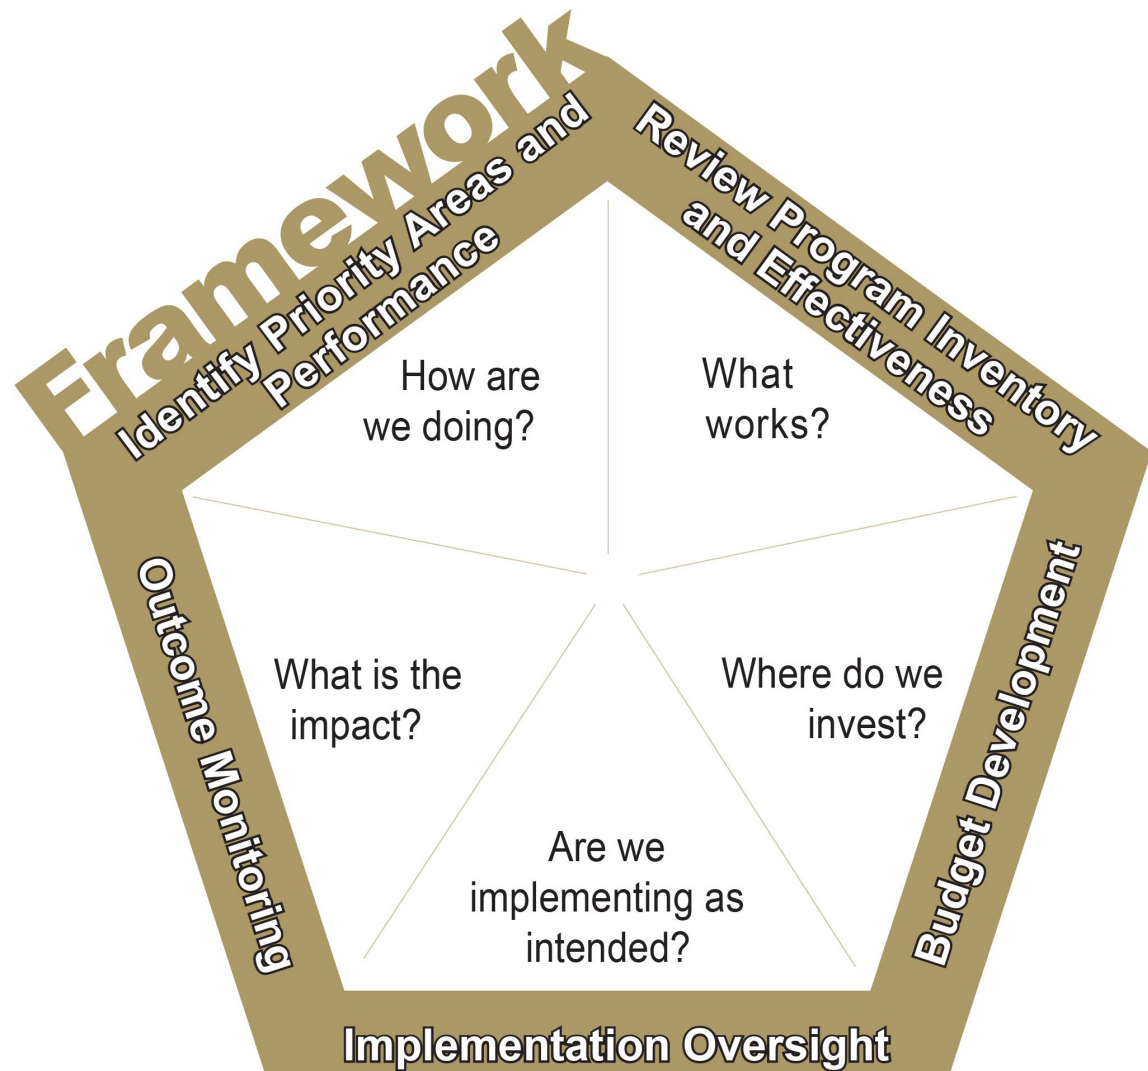 Framework
Identify Priority Areas and
Performance
Review Program Inventory
and Effectiveness
How are
we doing?
What
works?
Outcome Monitoring
What is the
impact?
Where do we
invest?
Budget Development
Are we
implementing as
intended?
Implementation Oversight